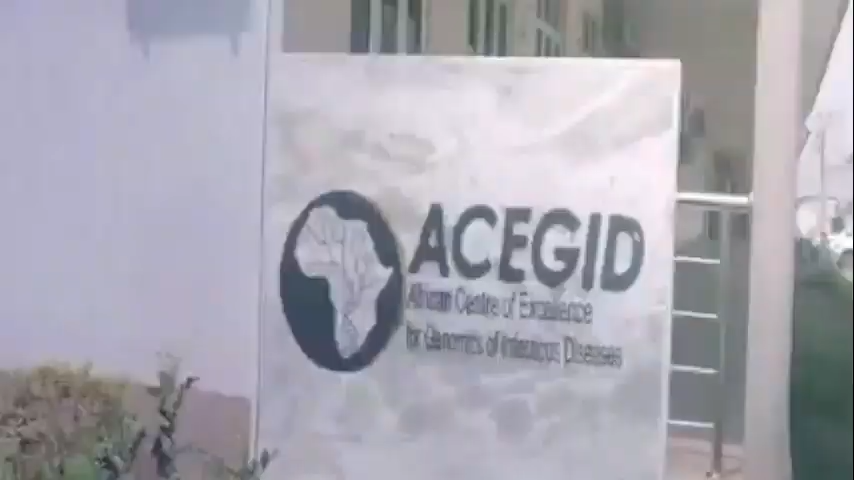 ACEGID
African Centre of Excellence
for Genomics of Infectious Diseases